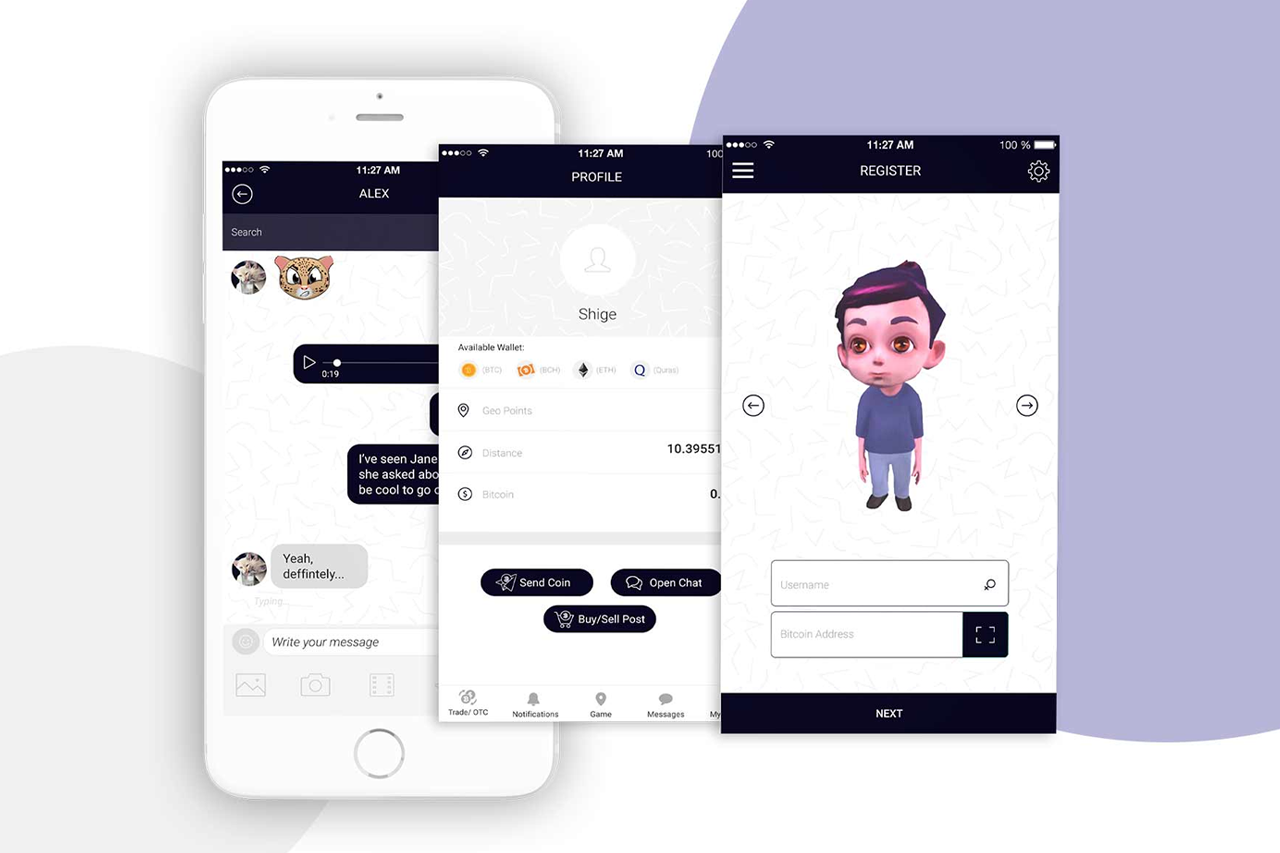 11:27 AM
ALEX
Search
0:19
I've seen Jane
she asked abo
be cool to go
Yeah,
deffintely...
Typing...
Write your message
11:27 AM
100
PROFILE
Shige
Available Wallet:
(BTC)
(BCH)
(ETH)
(Quras)
Geo Points
Distance
10.39551
Bitcoin
0.
Send Coin
Open Chat
Buy/Sell Post
Trade/ OTC
Notifications
Game
Messages
My
11:27 AM
100 %
REGISTER
Username
Bitcoin Address
NEXT